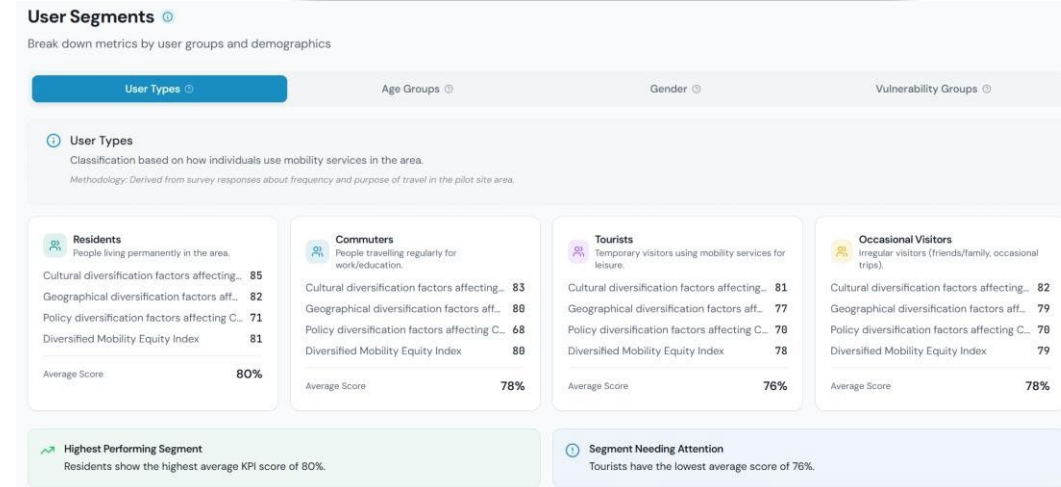 User Segments
Break down metrics by user groups and demographics
User Types
Age Groups
Gender
Vulnerability Groups
User Types
Classification based on how individuals use mobility services in the area.
Methodology: Derived from survey responses about frequency and purpose of travel in the pilot site area.
Residents
People living permanently in the area.
Cultural diversification factors affecting... 85
Geographical diversification factors aff... 82
Policy diversification factors affecting C... 71
Diversified Mobility Equity Index 81
Average Score 80%
Commuters
People travelling regularly for
work/education.
Cultural diversification factors affecting... 83
Geographical diversification factors aff... 80
Policy diversification factors affecting C... 68
Diversified Mobility Equity Index 80
Average Score 78%
Tourists
Temporary visitors using mobility services for
leisure.
Cultural diversification factors affecting... 81
Geographical diversification factors aff... 77
Policy diversification factors affecting C... 70
Diversified Mobility Equity Index 78
Average Score 76%
Occasional Visitors
Irregular visitors (friends/family, occasional
trips).
Cultural diversification factors affecting... 82
Geographical diversification factors aff... 79
Policy diversification factors affecting C... 70
Diversified Mobility Equity Index 79
Average Score 78%
Highest Performing Segment
Residents show the highest average KPI score of 80%.
Segment Needing Attention
Tourists have the lowest average score of 76%.